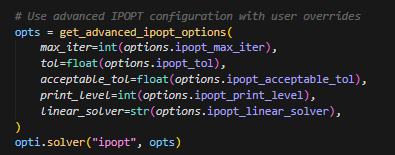 # Use advanced IPOPT configuration with user overrides
opts = get_advanced_ipopt_options(
    max_iter=int(options.ipopt_max_iter),
    tol=float(options.ipopt_tol),
    acceptable_tol=float(options.ipopt_acceptable_tol),
    print_level=int(options.ipopt_print_level),
    linear_solver=str(options.ipopt_linear_solver),
)
opti.solver("ipopt", opts)